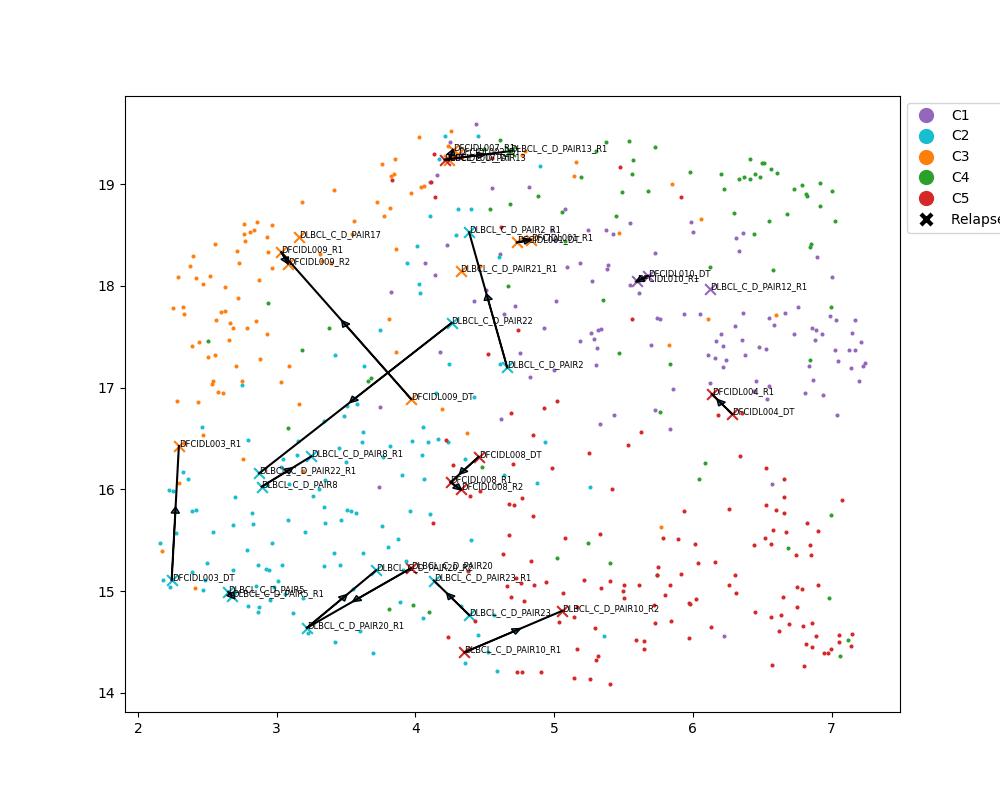 C1
C2
C3
C4
C5
Relapse
19
18
17
16
15
14
2
3
4
5
6
7
DFCIDL007_R1
DLBCL_C_D_PAIR13_R1
DLBCL_C_D_PAIR17
DLBCL_C_D_PAIR2_R1
DFCIDL009_R1
DFCIDL009_R2
DLBCL_C_D_PAIR21_R1
DFCIDL010_DT
DFCIDL010_R1
DLBCL_C_D_PAIR12_R1
DLBCL_C_D_PAIR22
DLBCL_C_D_PAIR2
DFCIDL009_DT
DFCIDL004_R1
DFCIDL004_DT
DFCIDL003_R1
DLBCL_C_D_PAIR8_R1
DFCIDL008_DT
DLBCL_C_D_PAIR22_R1
DLBCL_C_D_PAIR8
DFCIDL008_R1
DFCIDL008_R2
DLBCL_C_D_PAIR20
DFCIDL003_DT
DLBCL_C_D_PAIR23_R1
DLBCL_C_D_PAIR5
DLBCL_C_D_PAIR5_R1
DLBCL_C_D_PAIR23
DLBCL_C_D_PAIR10_R2
DLBCL_C_D_PAIR20_R1
DLBCL_C_D_PAIR10_R1